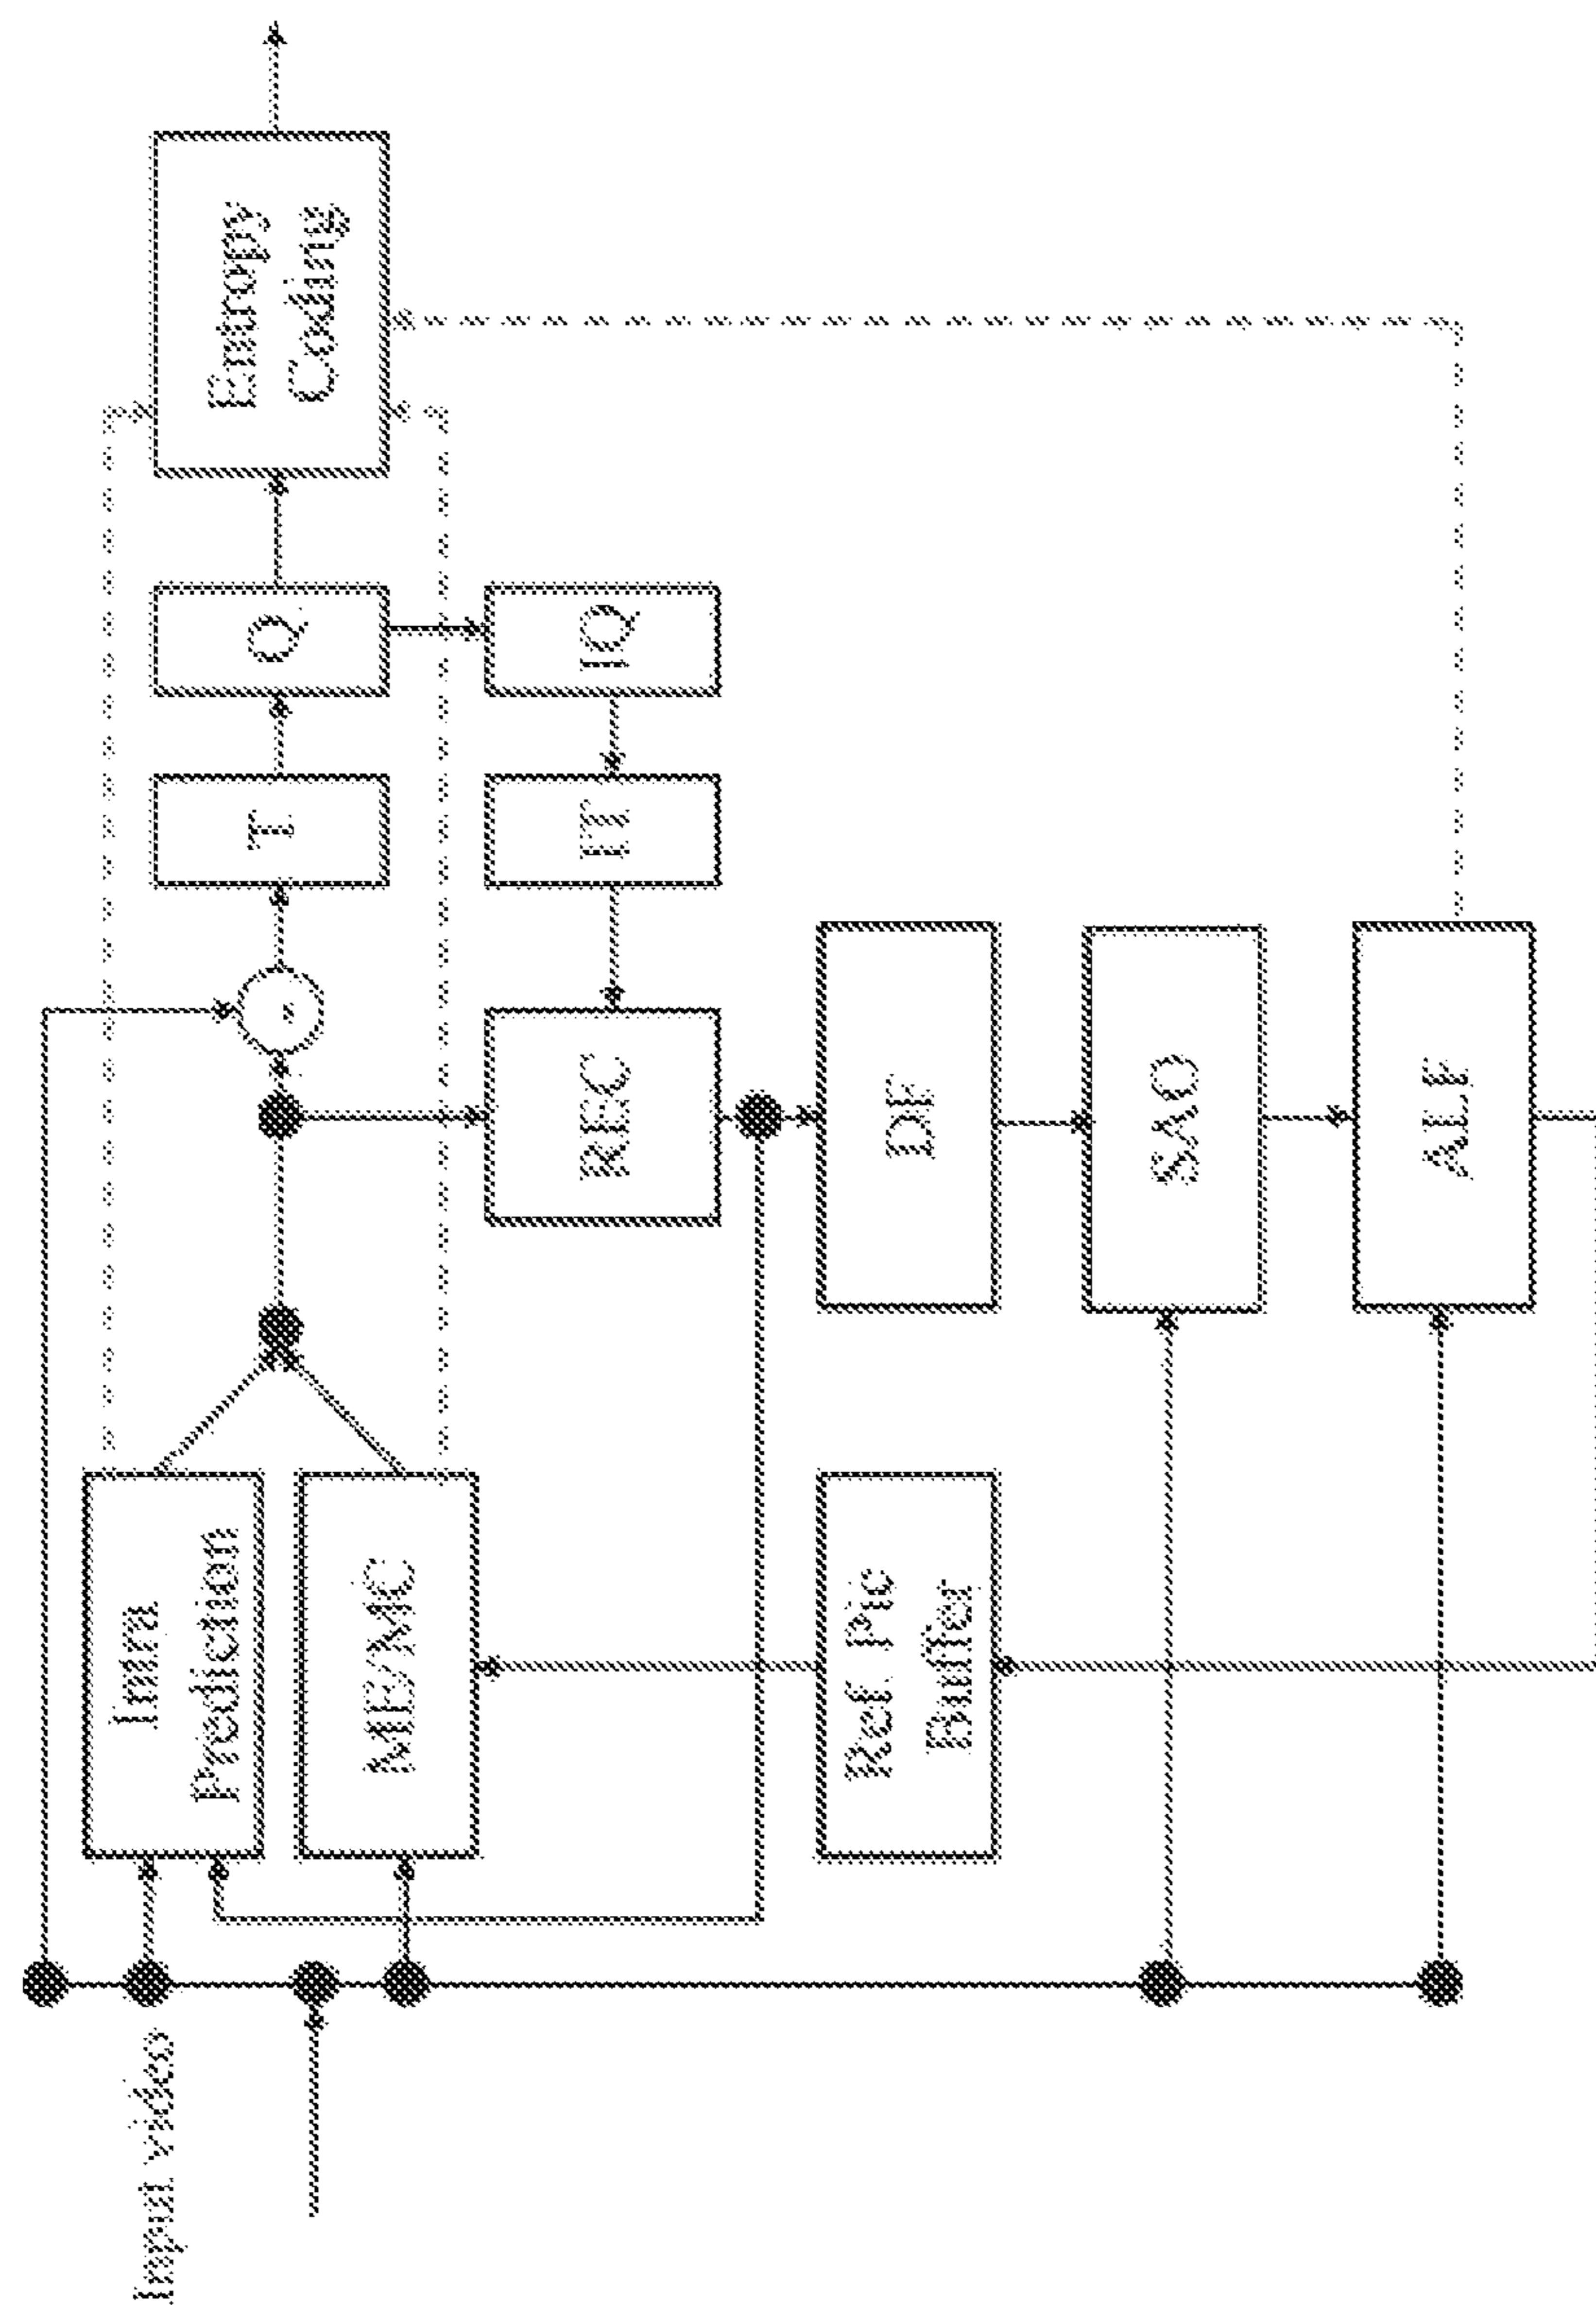 Input video
Intra
Prediction
ME/MC
-
T
Q
Entropy
Coding
REC
IT
IQ
Ref Pic
Buffer
DF
SAO
ALF